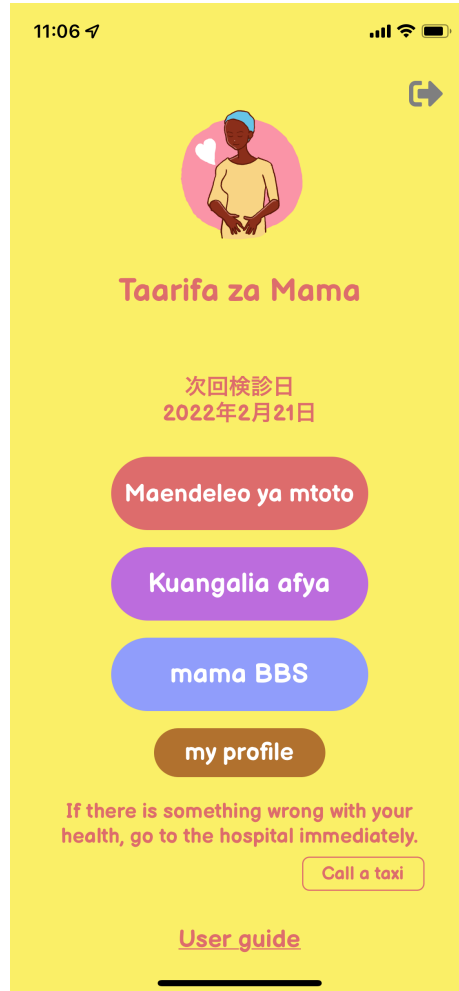 11:06
Taarifa za Mama
次回検診日
2022年2月21日
Maendeleo ya mtoto
Kuangalia afya
mama BBS
my profile
If there is something wrong with your
health, go to the hospital immediately.
Call a taxi
User guide